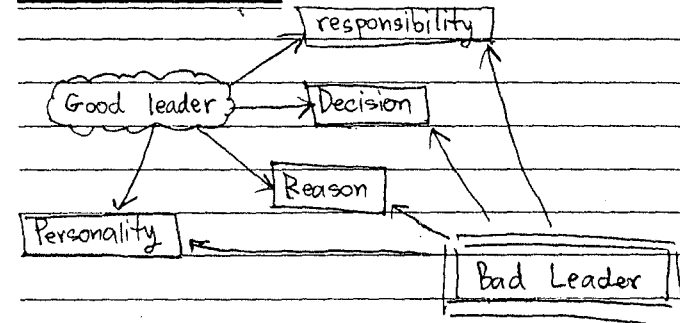 responsibility
Good leader
Decision
Reason
Personality
Bad Leader